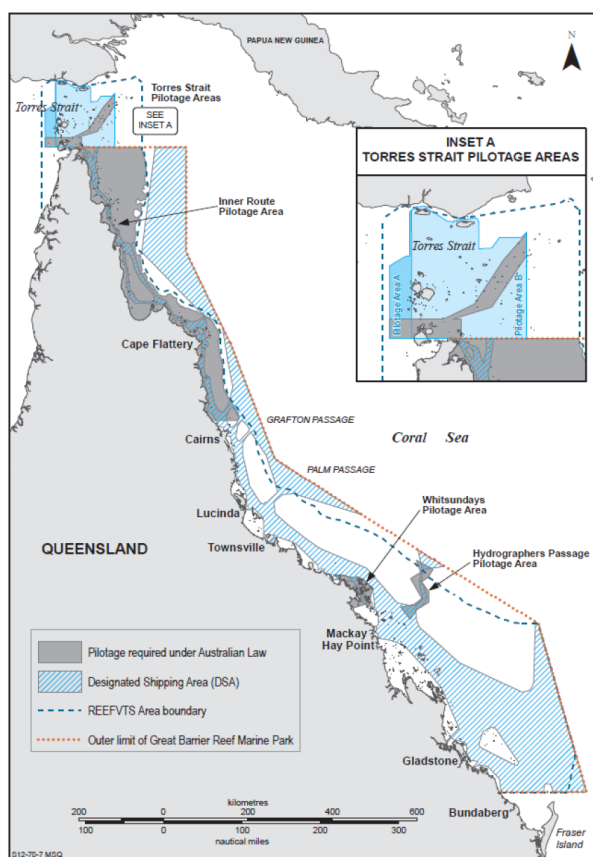 PAPUA NEW GUINEA
N
Torres Strait
Pilotage Areas
Torres Strait
SEE
INSET A
INSET A
TORRES STRAIT PILOTAGE AREAS
Torres Strait
Pilotage Area A
Pilotage Area B
Inner Route
Pilotage Area
Cape Flattery
GRAFTON PASSAGE
Coral Sea
Cairns
PALM PASSAGE
Whitsundays
Pilotage Area
Lucinda
Townsville
QUEENSLAND
Hydrographers Passage
Pilotage Area
Mackay
Hay Point
Pilotage required under Australian Law
Designated Shipping Area (DSA)
REEFVTS Area boundary
Outer limit of Great Barrier Reef Marine Park
Gladstone
Bundaberg
Fraser
Island
kilometres
200 0 200 400 600
100 0 100 200 300
nautical miles
S12-70-7 MSQ